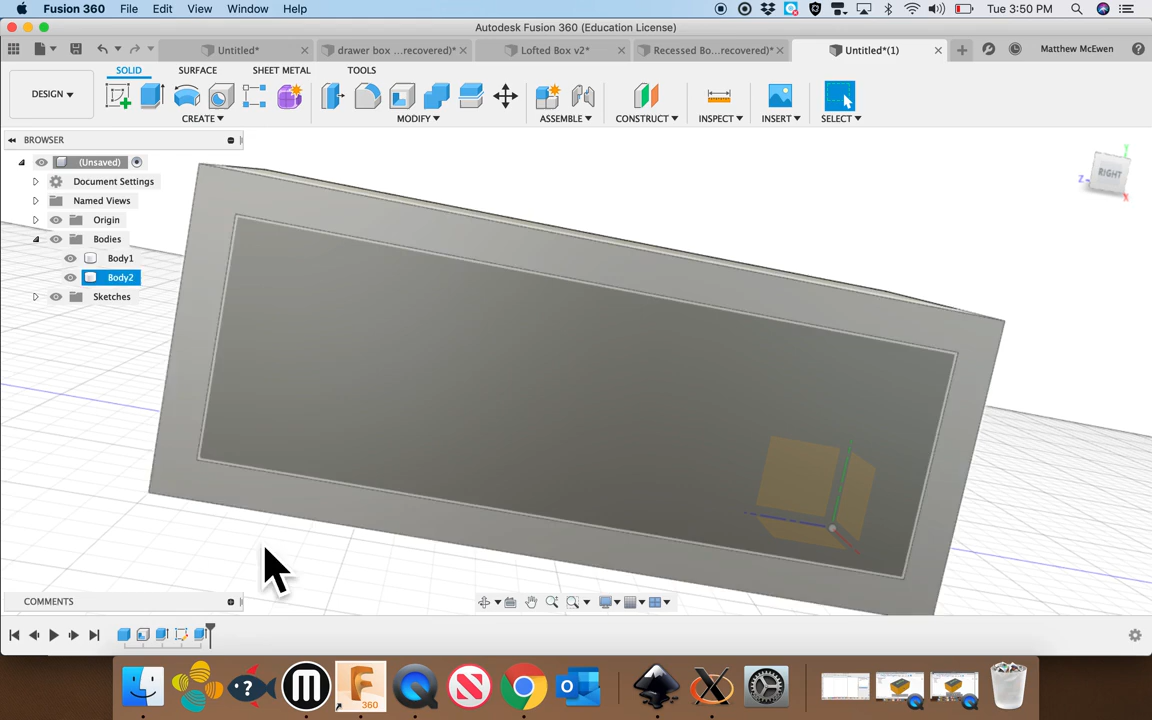 Fusion 360 File Edit View Window Help Tue 3:50 PM
Autodesk Fusion 360 (Education License)
Untitled* drawer box ...recovered)* Lofted Box v2* Recessed Bo...recovered)* Untitled*(1) Matthew McEwen
SOLID SURFACE SHEET METAL TOOLS
DESIGN
CREATE MODIFY ASSEMBLE CONSTRUCT INSPECT INSERT SELECT
BROWSER
(Unsaved)
Document Settings
Named Views
Origin
Bodies
Body1
Body2
Sketches
RIGHT
Y
Z
X
COMMENTS
360